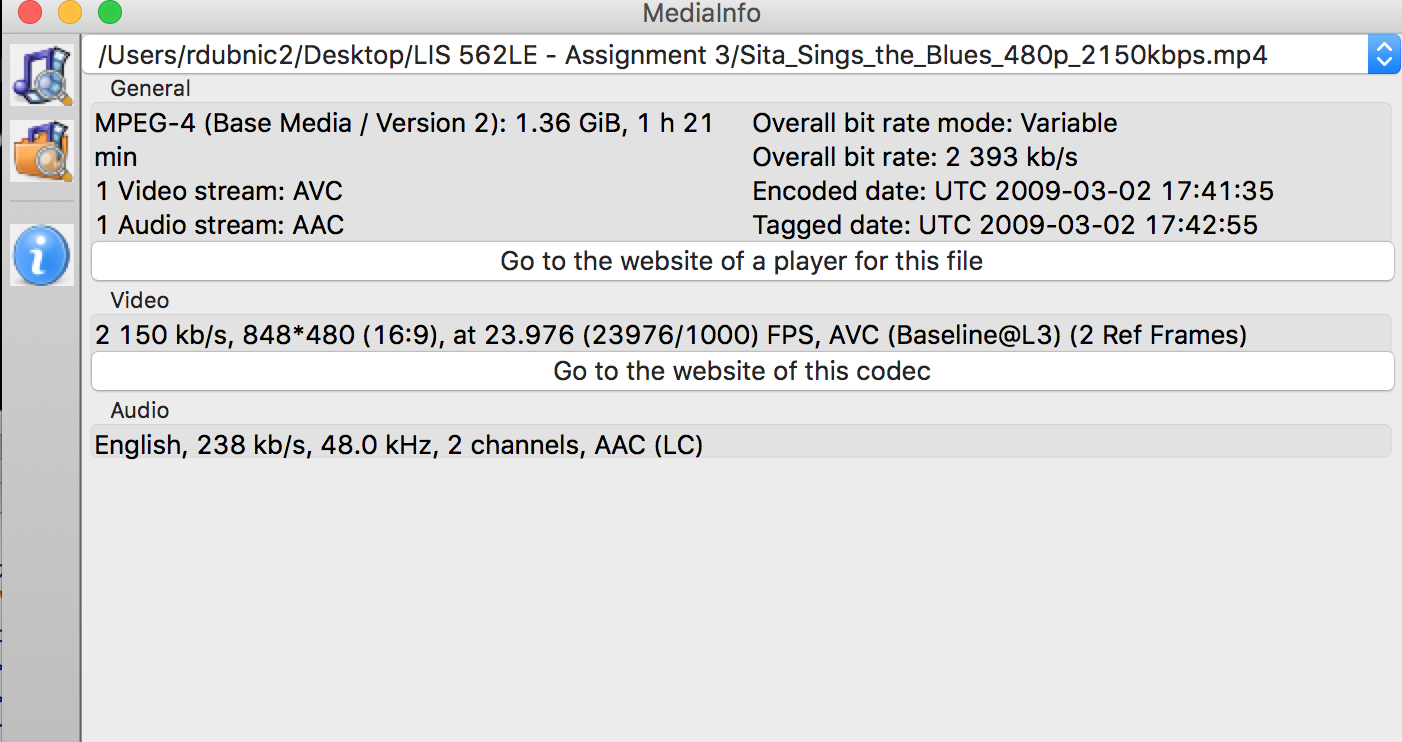 MediaInfo
/Users/rdubnic2/Desktop/LIS 562LE - Assignment 3/Sita_Sings_the_Blues_480p_2150kbps.mp4
General
MPEG-4 (Base Media / Version 2): 1.36 GiB, 1 h 21
min
1 Video stream: AVC
1 Audio stream: AAC
Overall bit rate mode: Variable
Overall bit rate: 2 393 kb/s
Encoded date: UTC 2009-03-02 17:41:35
Tagged date: UTC 2009-03-02 17:42:55
Go to the website of a player for this file
Video
2 150 kb/s, 848*480 (16:9), at 23.976 (23976/1000) FPS, AVC (Baseline@L3) (2 Ref Frames)
Go to the website of this codec
Audio
English, 238 kb/s, 48.0 kHz, 2 channels, AAC (LC)